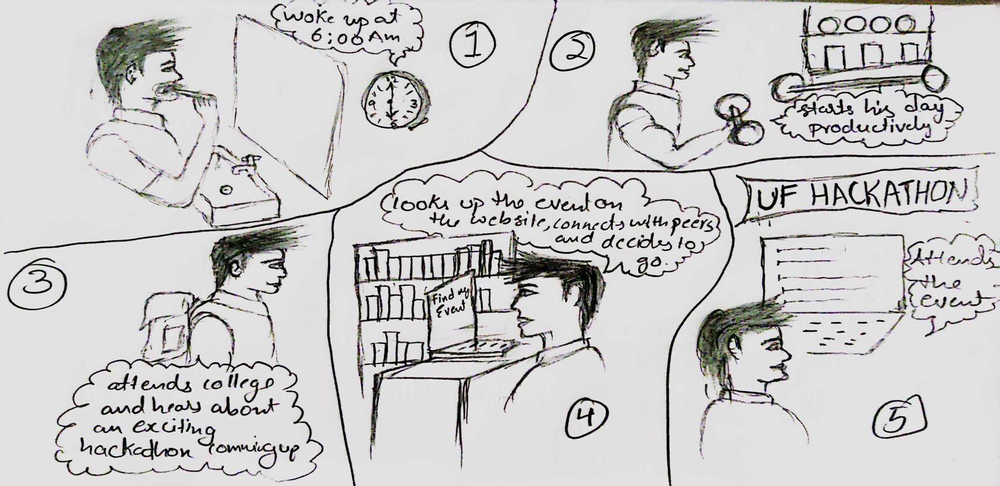 woke up at
6:00 Am
1
12
9
3
6
2
starts his day
productively
3
attends college
and hears about
an exciting
hackathon comming up
looks up the event on
the website, connects with peers
and decides to
go.
Find my
Event
4
UF HACKATHON
Attends
the
event
5